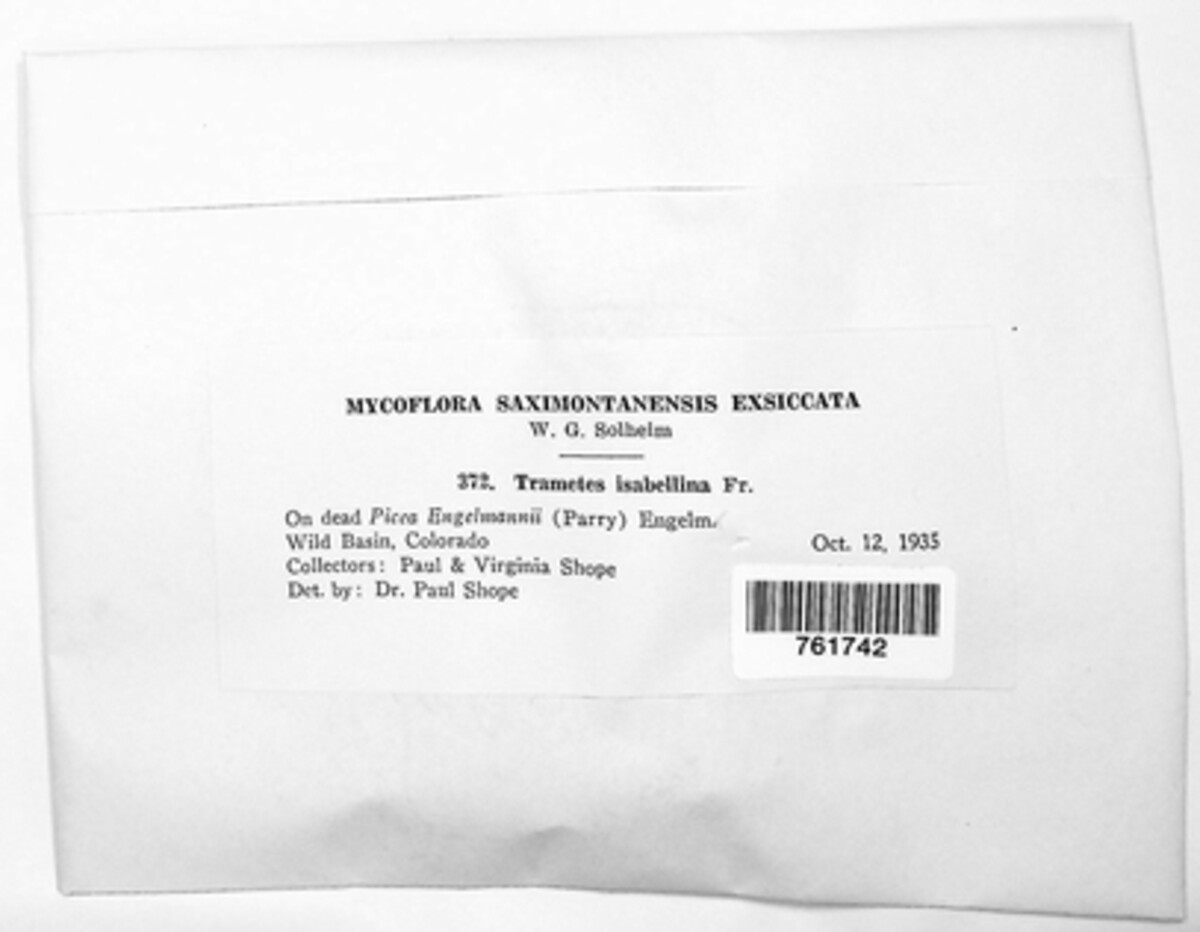 MYCOFLORA SAXIMONTANENSIS EXSICCATA
W. G. Solheim
372. Trametes isabellina Fr.
On dead Picea Engelmannii (Parry) Engelm.
Wild Basin, Colorado
Oct. 12, 1935
Collectors: Paul & Virginia Shope
Det. by: Dr. Paul Shope
761742